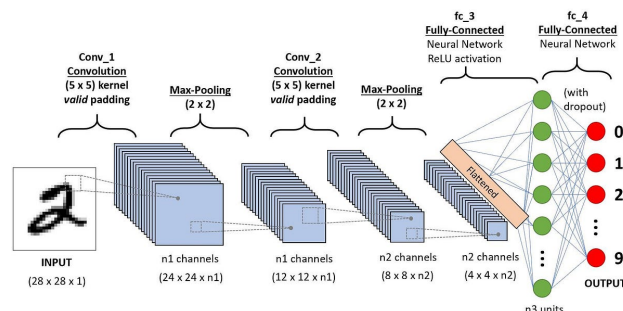 Conv_1
Convolution
(5 x 5) kernel
valid padding
Max-Pooling
(2 x 2)
Conv_2
Convolution
(5 x 5) kernel
valid padding
Max-Pooling
(2 x 2)
fc_3
Fully-Connected
Neural Network
ReLU activation
fc_4
Fully-Connected
Neural Network
(with
dropout)
2
INPUT
(28 x 28 x 1)
n1 channels
(24 x 24 x n1)
n1 channels
(12 x 12 x n1)
n2 channels
(8 x 8 x n2)
n2 channels
(4 x 4 x n2)
Flattened
n3 units
0
1
2
9
OUTPUT